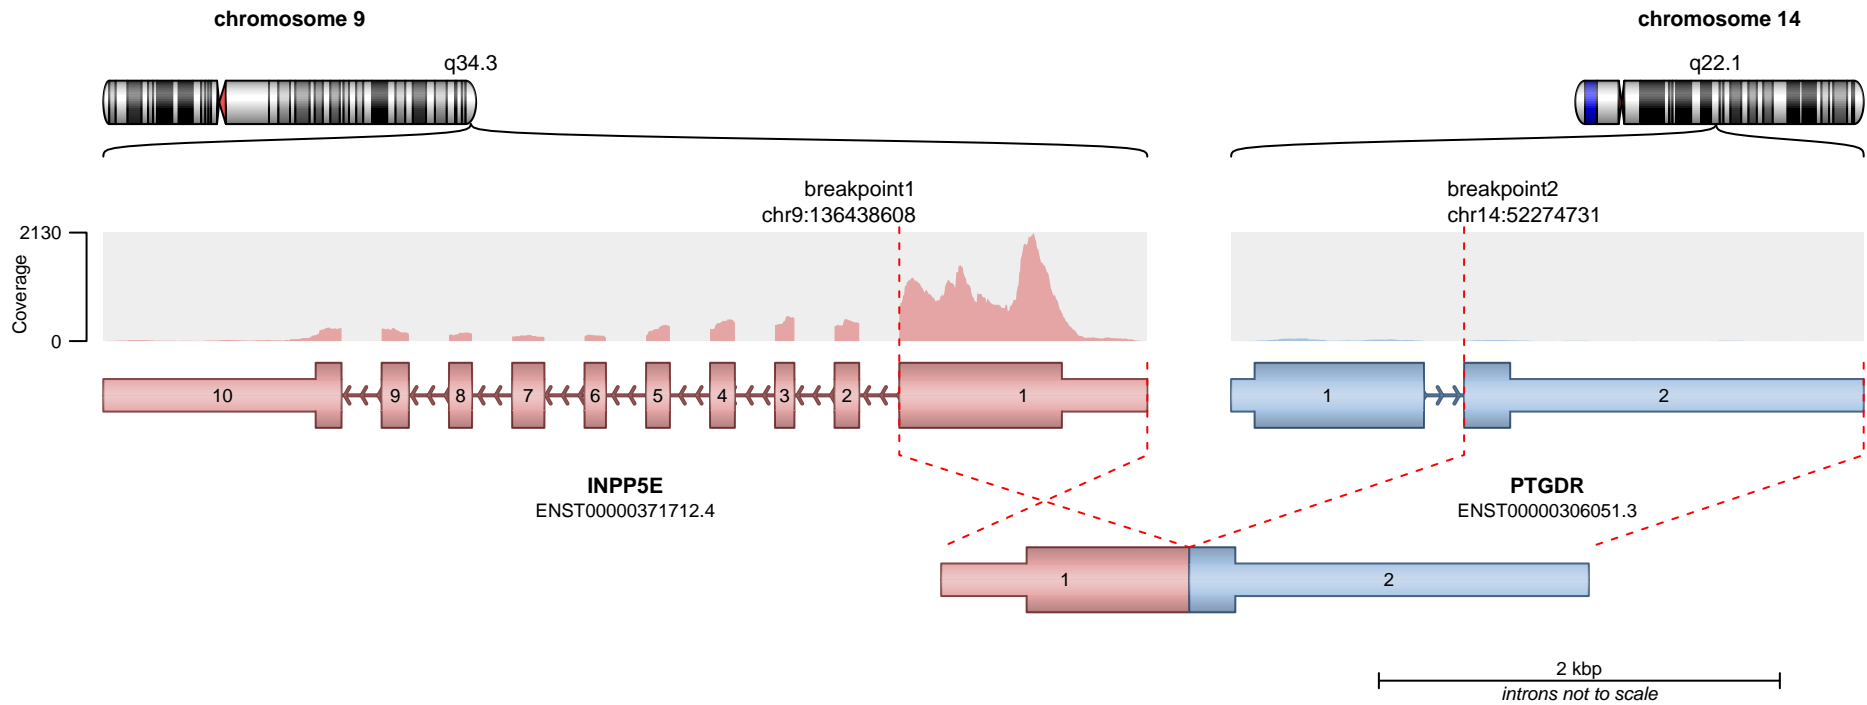 chromosome 9
chromosome 14
q34.3
q22.1
breakpoint1
chr9:136438608
breakpoint2
chr14:52274731
2130
Coverage
0
10
9
8
7
6
5
4
3
2
1
1
2
INPP5E
ENST00000371712.4
PTGDR
ENST00000306051.3
1
2
2 kbp
introns not to scale